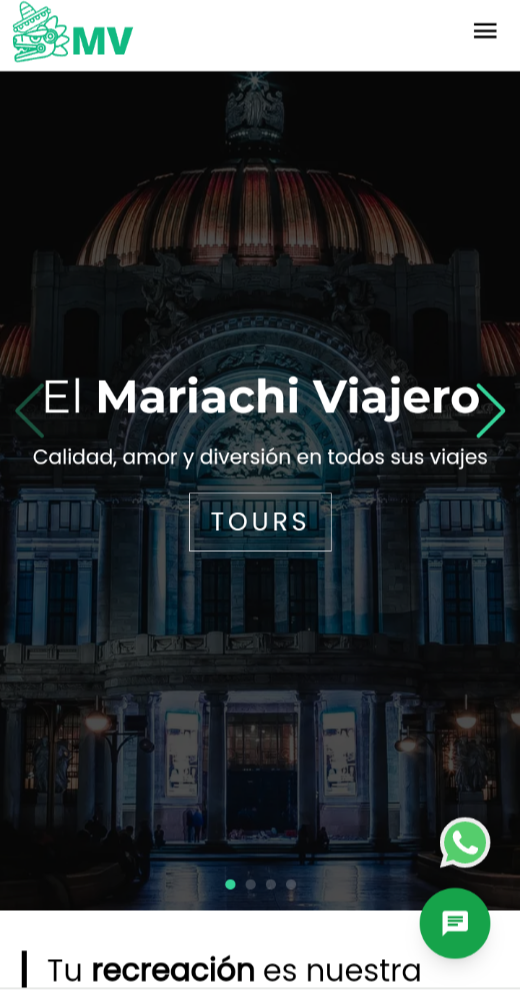 MV
El Mariachi Viajero
Calidad, amor y diversión en todos sus viajes
TOURS
Tu recreación es nuestra